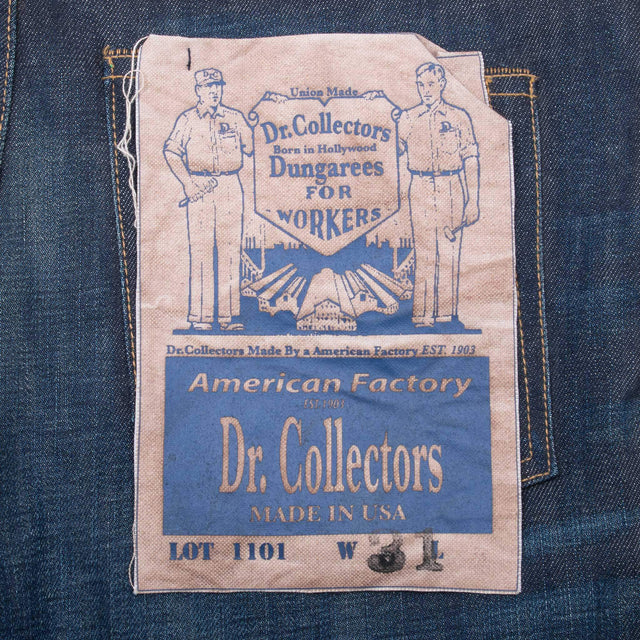 DrC
Union Made
Dr.Collectors
Born in Hollywood
Dungarees
FOR
WORKERS
Dr.Collectors Made By a American Factory EST. 1903
American Factory
EST.1903
Dr. Collectors
MADE IN USA
LOT 1101 W 31 L